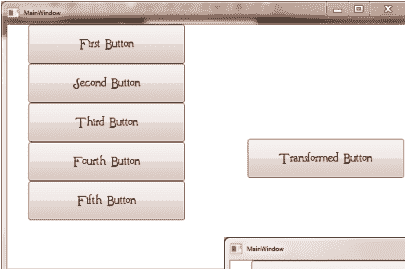 MainWindow
First Button
Second Button
Third Button
Transformed Button
Fourth Button
Fifth Button
MainWindow